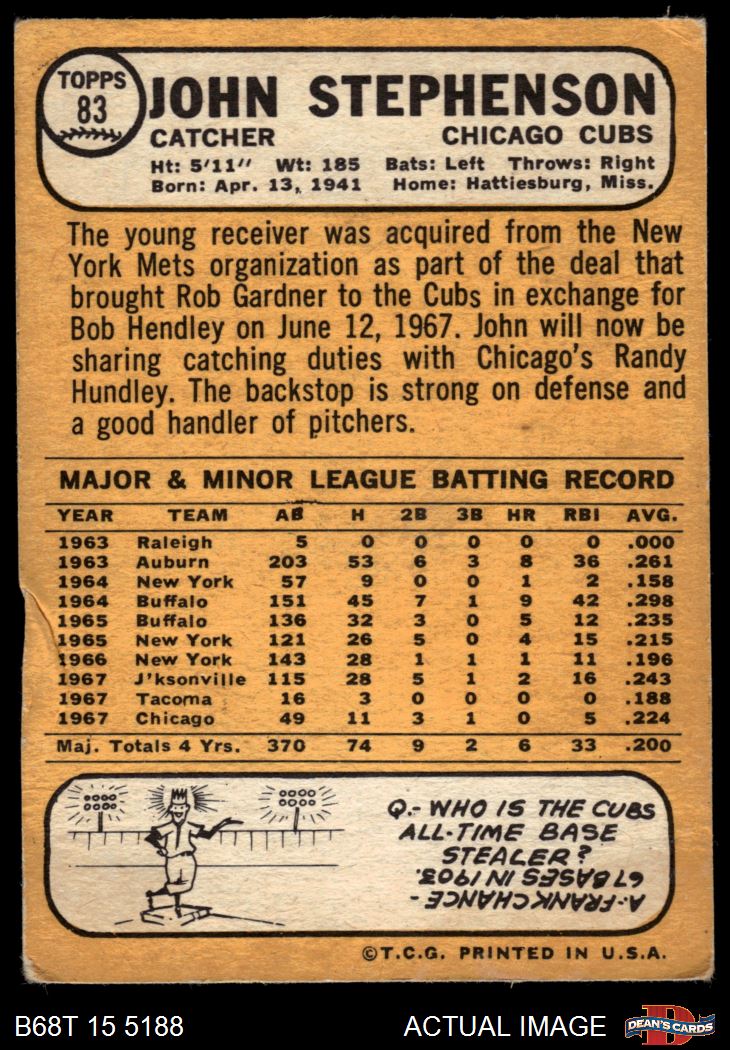 TOPPS
83
JOHN STEPHENSON
CATCHER CHICAGO CUBS
Ht: 5'11" Wt: 185 Bats: Left Throws: Right
Born: Apr. 13, 1941 Home: Hattiesburg, Miss.
The young receiver was acquired from the New
York Mets organization as part of the deal that
brought Rob Gardner to the Cubs in exchange for
Bob Hendley on June 12, 1967. John will now be
sharing catching duties with Chicago's Randy
Hundley. The backstop is strong on defense and
a good handler of pitchers.
MAJOR & MINOR LEAGUE BATTING RECORD
YEAR TEAM AB H 2B 3B HR RBI AVG.
1963 Raleigh 5 0 0 0 0 0 .000
1963 Auburn 203 53 6 3 8 36 .261
1964 New York 57 9 0 0 1 2 .158
1964 Buffalo 151 45 7 1 9 42 .298
1965 Buffalo 136 32 3 0 5 12 .235
1965 New York 121 26 5 0 4 15 .215
1966 New York 143 28 1 1 1 11 .196
1967 J'ksonville 115 28 5 1 2 16 .243
1967 Tacoma 16 3 0 0 0 0 .188
1967 Chicago 49 11 3 1 0 5 .224
Maj. Totals 4 Yrs. 370 74 9 2 6 33 .200
Q.- WHO IS THE CUBS
ALL-TIME BASE
STEALER?
A.- FRANK CHANCE -
67 BASES IN 1903.
©T.C.G. PRINTED IN U.S.A.
B68T 15 5188 ACTUAL IMAGE
DEAN'S CARDS